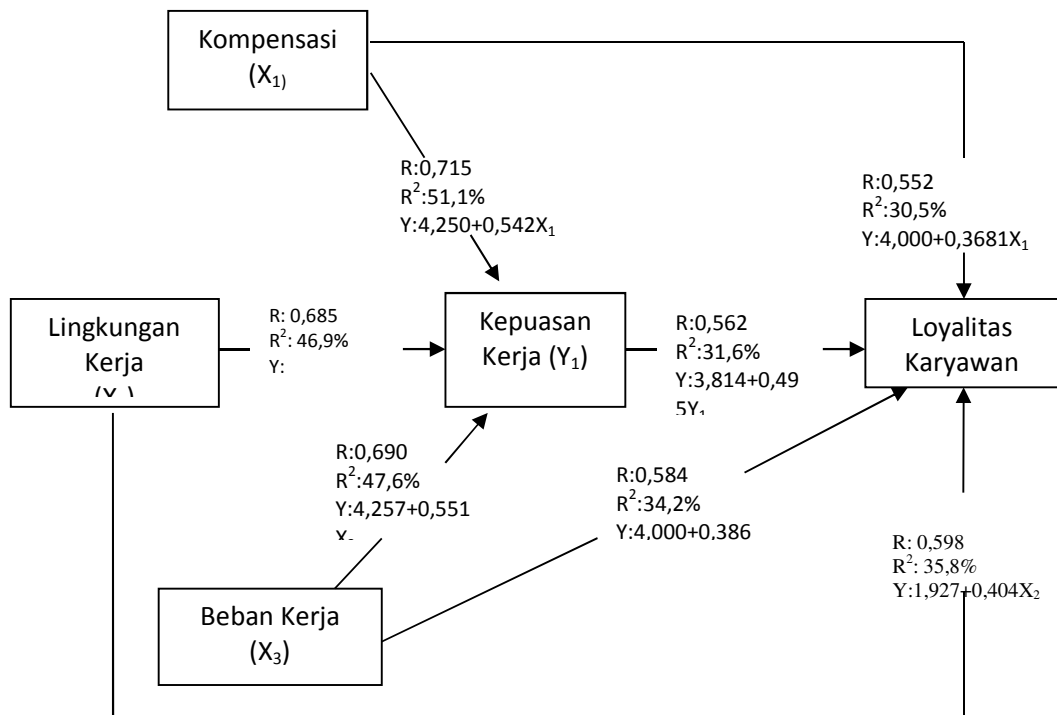 Kompensasi
(X1)
R:0,715
R²:51,1%
Y:4,250+0,542X1
R:0,552
R²:30,5%
Y:4,000+0,3681X1
Lingkungan
Kerja
R: 0,685
R²: 46,9%
Y:
Kepuasan
Kerja (Y1)
R:0,562
R²:31,6%
Y:3,814+0,49
5Y1
Loyalitas
Karyawan
R:0,690
R²:47,6%
Y:4,257+0,551
R:0,584
R²:34,2%
Y:4,000+0,386
R: 0,598
R²: 35,8%
Y:1,927+0,404X2
Beban Kerja
(X3)